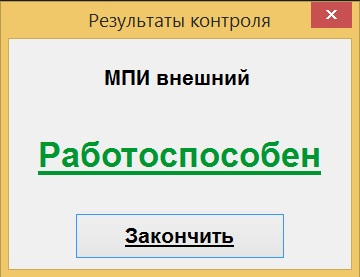 Результаты контроля
МПИ внешний
Работоспособен
Закончить